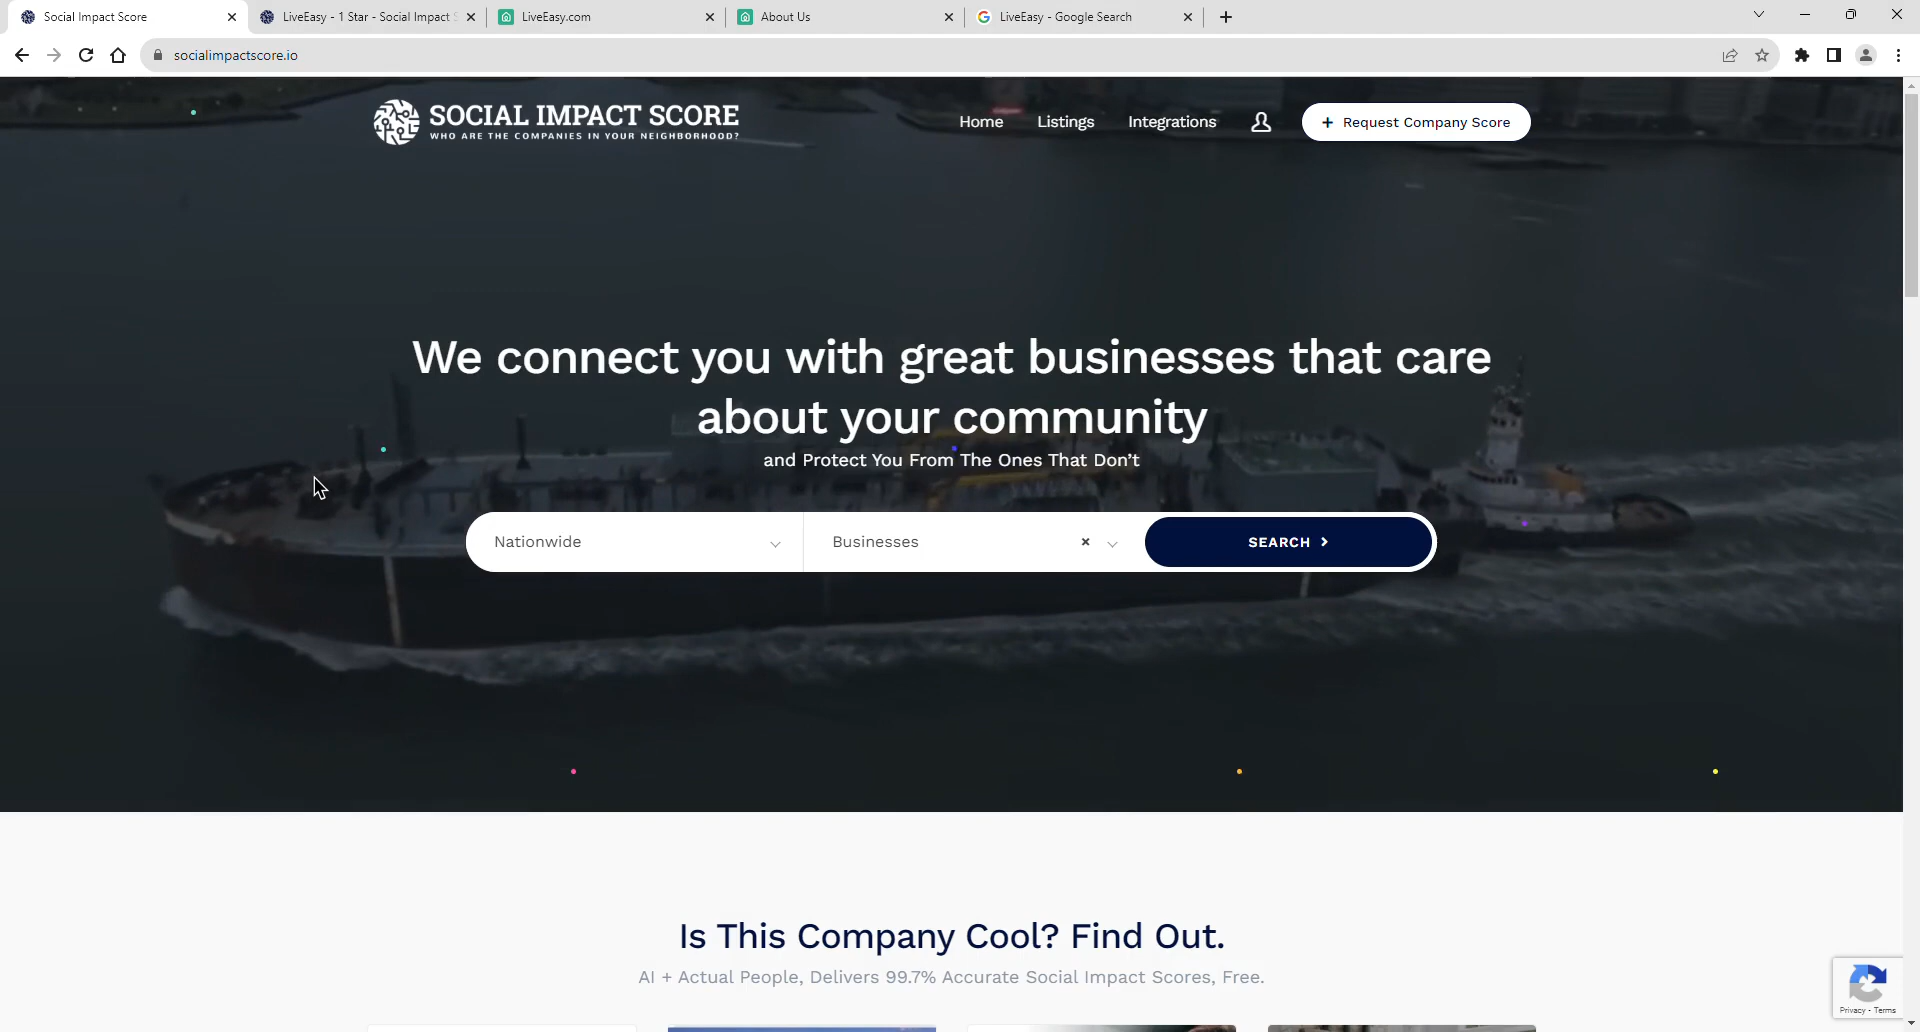 Social Impact Score
LiveEasy - 1 Star - Social Impact S
LiveEasy.com
About Us
LiveEasy - Google Search
socialimpactscore.io
SOCIAL IMPACT SCORE
WHO ARE THE COMPANIES IN YOUR NEIGHBORHOOD?
Home
Listings
Integrations
+ Request Company Score
We connect you with great businesses that care
about your community
and Protect You From The Ones That Don't
Nationwide
Businesses
SEARCH
Is This Company Cool? Find Out.
AI + Actual People, Delivers 99.7% Accurate Social Impact Scores, Free.
Privacy - Terms